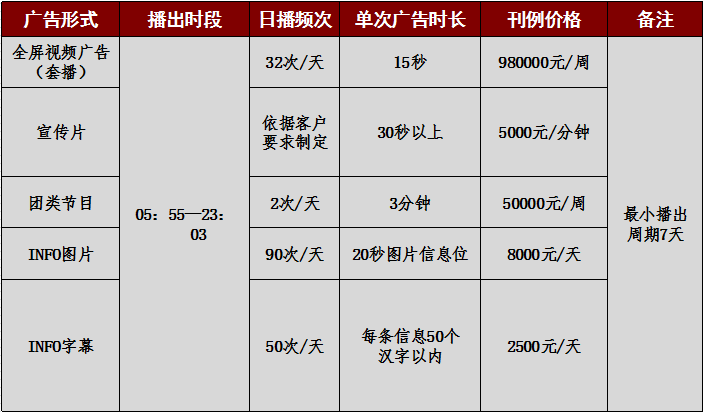 广告形式 播出时段 日播频次 单次广告时长 刊例价格 备注
全屏视频广告
（套播）
32次/天 15秒 980000元/周
宣传片
依据客户
要求制定
30秒以上 5000元/分钟
团类节目 2次/天 3分钟 50000元/周
05：55—23：
03
最小播出
周期7天
INFO图片 90次/天 20秒图片信息位 8000元/天
INFO字幕 50次/天
每条信息50个
汉字以内
2500元/天